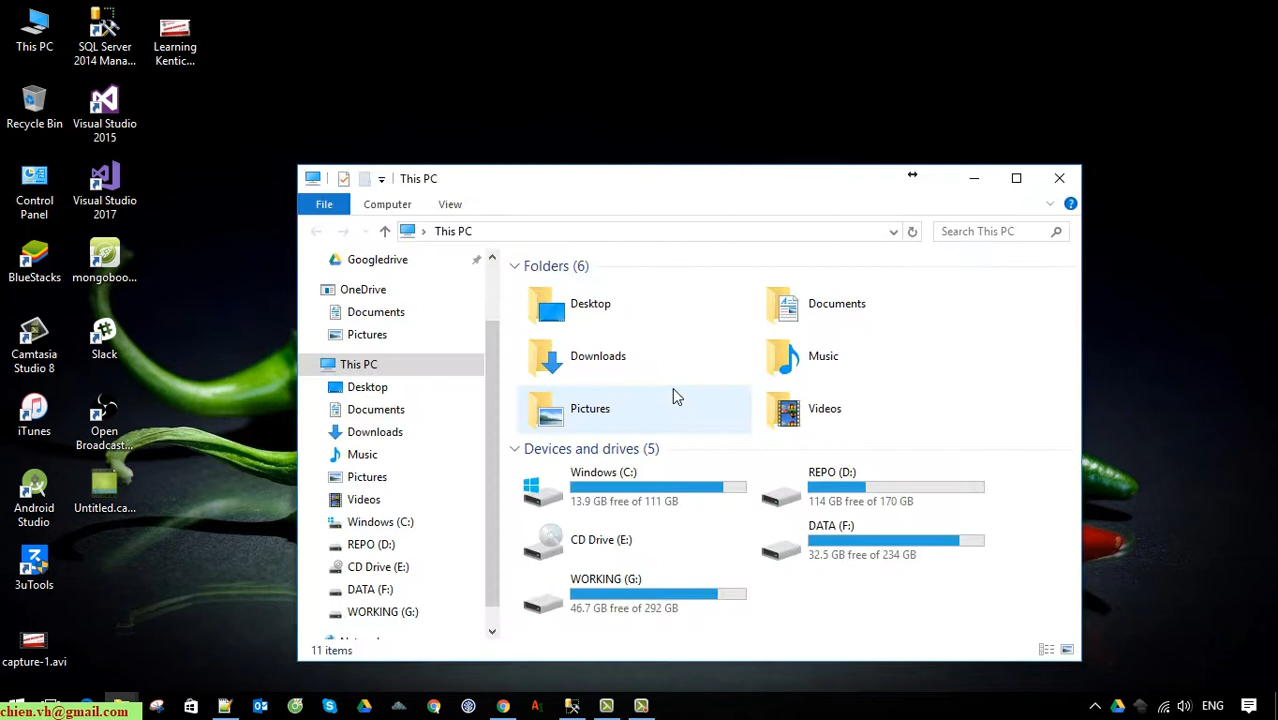 This PC
SQL Server
2014 Mana...
Learning
Kentic...
Recycle Bin
Visual Studio
2015
Control
Panel
Visual Studio
2017
BlueStacks
mongoboo...
Camtasia
Studio 8
Slack
iTunes
Open
Broadcast...
Android
Studio
Untitled.ca...
3uTools
capture-1.avi
This PC
File
Computer
View
This PC
Search This PC
Googledrive
OneDrive
Documents
Pictures
This PC
Desktop
Documents
Downloads
Music
Pictures
Videos
Windows (C:)
REPO (D:)
CD Drive (E:)
DATA (F:)
WORKING (G:)
Folders (6)
Desktop
Documents
Downloads
Music
Pictures
Videos
Devices and drives (5)
Windows (C:)
13.9 GB free of 111 GB
REPO (D:)
114 GB free of 170 GB
CD Drive (E:)
DATA (F:)
32.5 GB free of 234 GB
WORKING (G:)
46.7 GB free of 292 GB
11 items
chien.vh@gmail.com
ENG